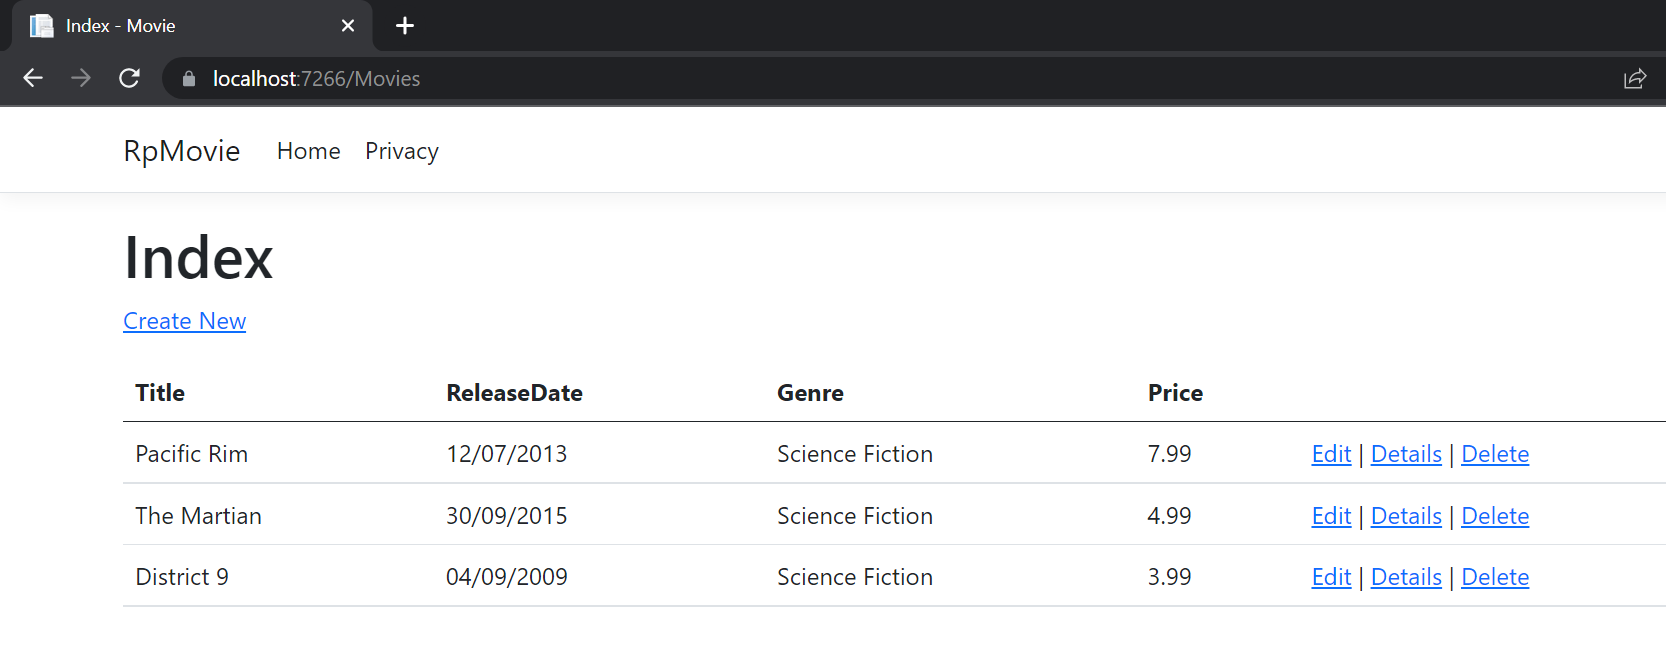 Index - Movie
localhost:7266/Movies
RpMovie Home Privacy
Index
Create New
Title ReleaseDate Genre Price
Pacific Rim 12/07/2013 Science Fiction 7.99 Edit | Details | Delete
The Martian 30/09/2015 Science Fiction 4.99 Edit | Details | Delete
District 9 04/09/2009 Science Fiction 3.99 Edit | Details | Delete